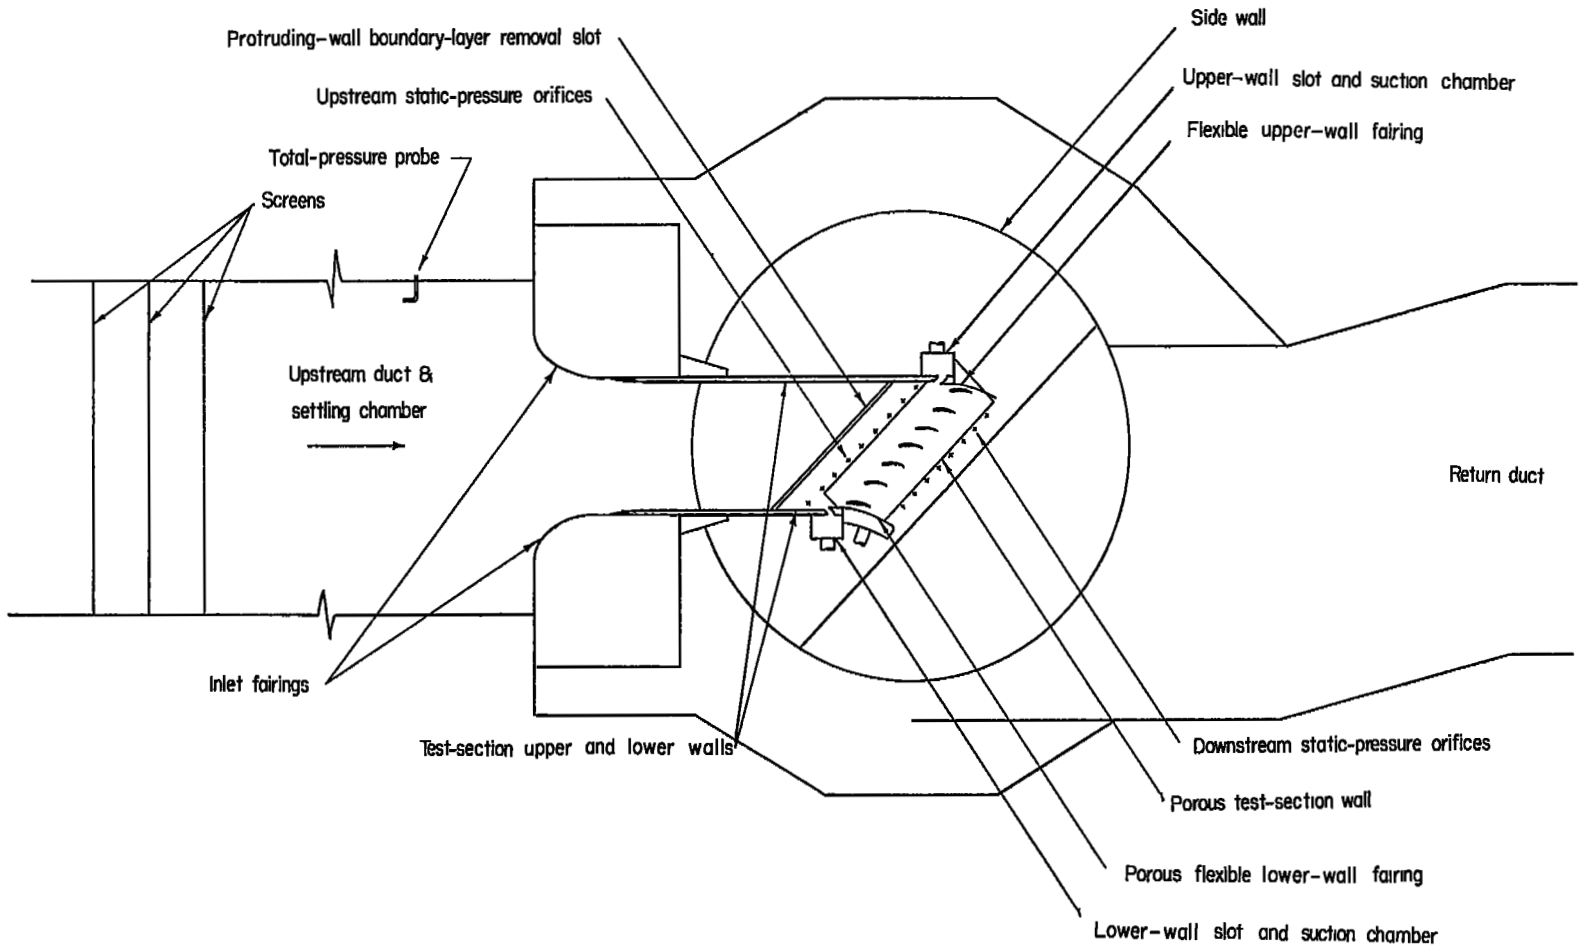 Side wall
Protruding-wall boundary-layer removal slot
Upper-wall slot and suction chamber
Upstream static-pressure orifices
Flexible upper-wall fairing
Total-pressure probe
Screens
Upstream duct &
settling chamber
Return duct
Inlet fairings
Test-section upper and lower walls
Downstream static-pressure orifices
Porous test-section wall
Porous flexible lower-wall fairing
Lower-wall slot and suction chamber